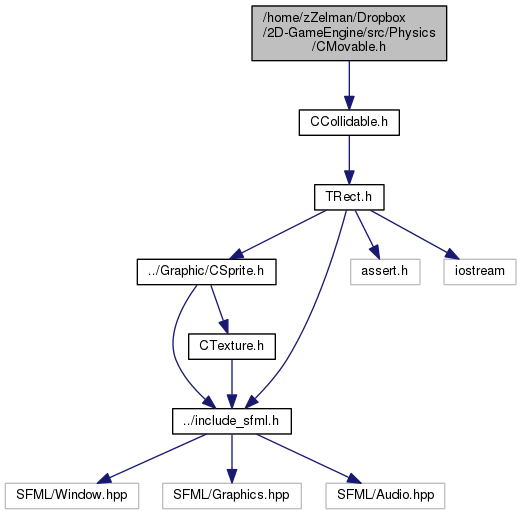 /home/zZelman/Dropbox
/2D-GameEngine/src/Physics
/CMovable.h
CCollidable.h
TRect.h
../Graphic/CSprite.h
assert.h
iostream
CTexture.h
../include_sfml.h
SFML/Window.hpp
SFML/Graphics.hpp
SFML/Audio.hpp